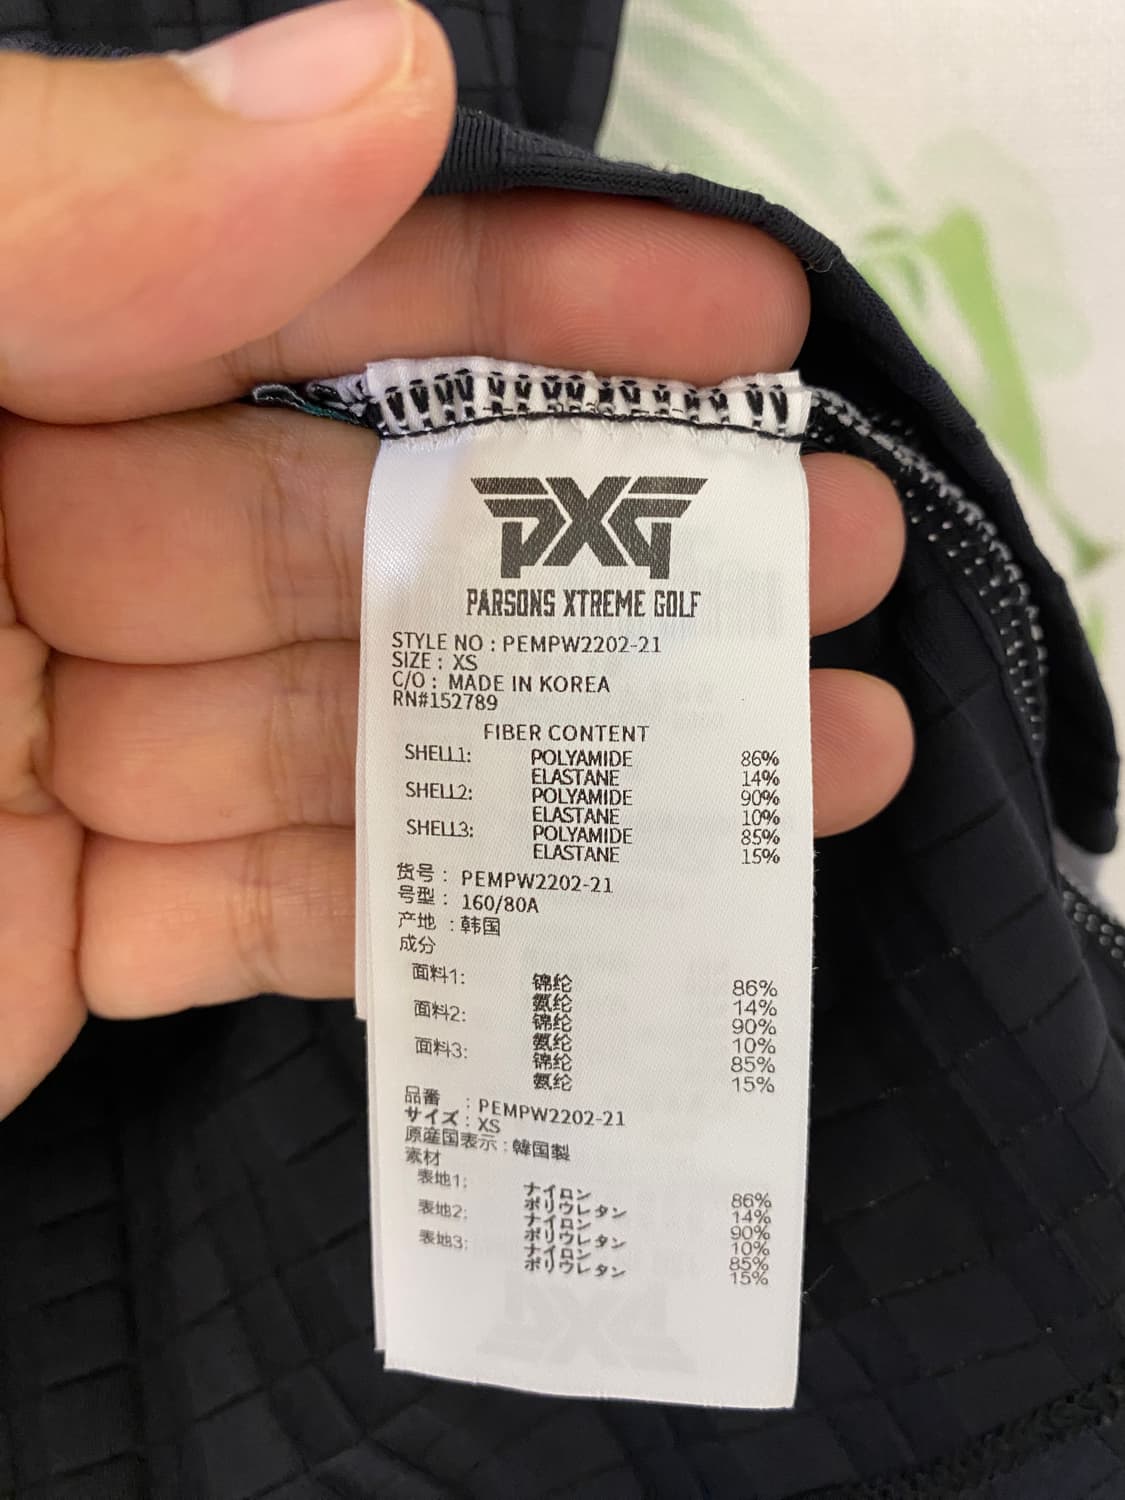 PXG
PARSONS XTREME GOLF
STYLE NO : PEMPW2202-21
SIZE : XS
C/O : MADE IN KOREA
RN#152789
FIBER CONTENT
SHELL1: POLYAMIDE 86%
ELASTANE 14%
SHELL2: POLYAMIDE 90%
ELASTANE 10%
SHELL3: POLYAMIDE 85%
ELASTANE 15%
货号 : PEMPW2202-21
号型 : 160/80A
产地 : 韩国
成分
面料1: 锦纶 86%
氨纶 14%
面料2: 锦纶 90%
氨纶 10%
面料3: 锦纶 85%
氨纶 15%
品番 : PEMPW2202-21
サイズ : XS
原産国表示 : 韓国製
素材
表地1: ナイロン 86%
ポリウレタン 14%
表地2: ナイロン 90%
ポリウレタン 10%
表地3: ナイロン 85%
ポリウレタン 15%